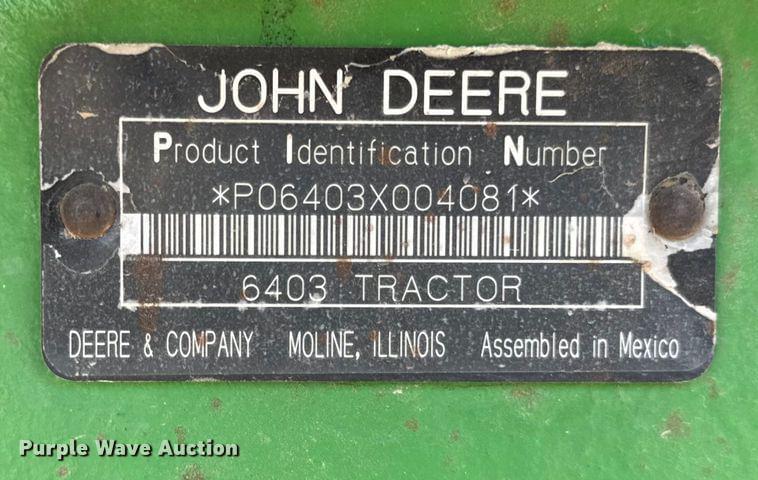 JOHN DEERE
Product Identification Number
*P06403X004081*
6403 TRACTOR
DEERE & COMPANY MOLINE, ILLINOIS Assembled in Mexico
Purple Wave Auction